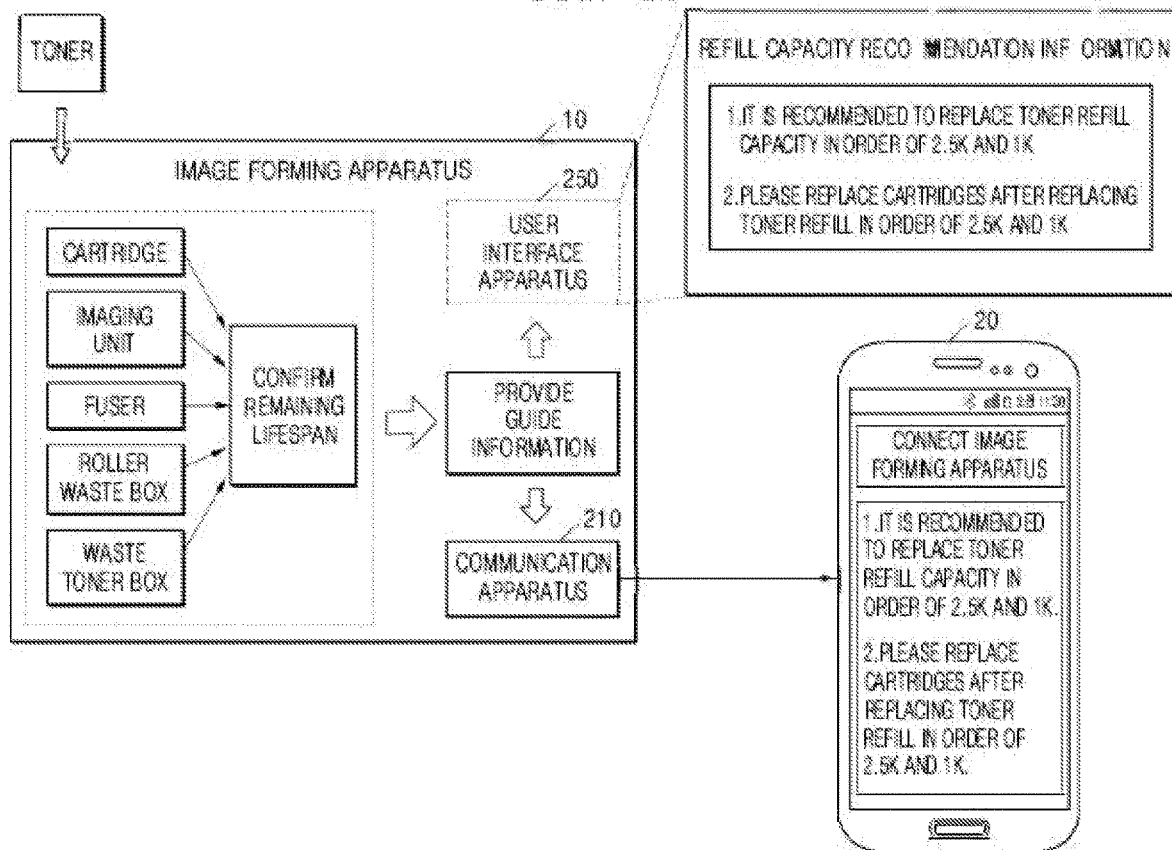 TONER
10
IMAGE FORMING APPARATUS
CARTRIDGE
IMAGING
UNIT
FUSER
ROLLER
WASTE BOX
WASTE
TONER BOX
CONFIRM
REMAINING
LIFESPAN
250
USER
INTERFACE
APPARATUS
PROVIDE
GUIDE
INFORMATION
210
COMMUNICATION
APPARATUS
REFILL CAPACITY RECOMMENDATION INFORMATION
1.IT IS RECOMMENDED TO REPLACE TONER REFILL
CAPACITY IN ORDER OF 2.5K AND 1K
2.PLEASE REPLACE CARTRIDGES AFTER REPLACING
TONER REFILL IN ORDER OF 2.5K AND 1K
20
CONNECT IMAGE
FORMING APPARATUS
1.IT IS RECOMMENDED
TO REPLACE TONER
REFILL CAPACITY IN
ORDER OF 2.5K AND 1K.
2.PLEASE REPLACE
CARTRIDGES AFTER
REPLACING TONER
REFILL IN ORDER OF
2.5K AND 1K.